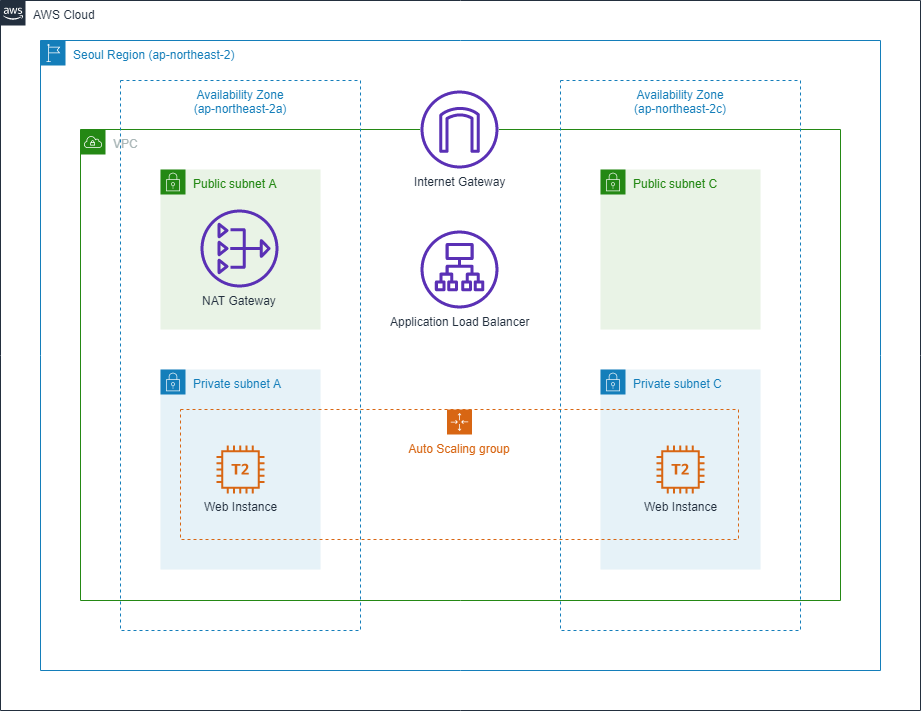 aws
AWS Cloud
Seoul Region (ap-northeast-2)
Availability Zone
(ap-northeast-2a)
Availability Zone
(ap-northeast-2c)
VPC
Internet Gateway
Public subnet A
Public subnet C
NAT Gateway
Application Load Balancer
Private subnet A
Private subnet C
Auto Scaling group
T2
Web Instance
T2
Web Instance